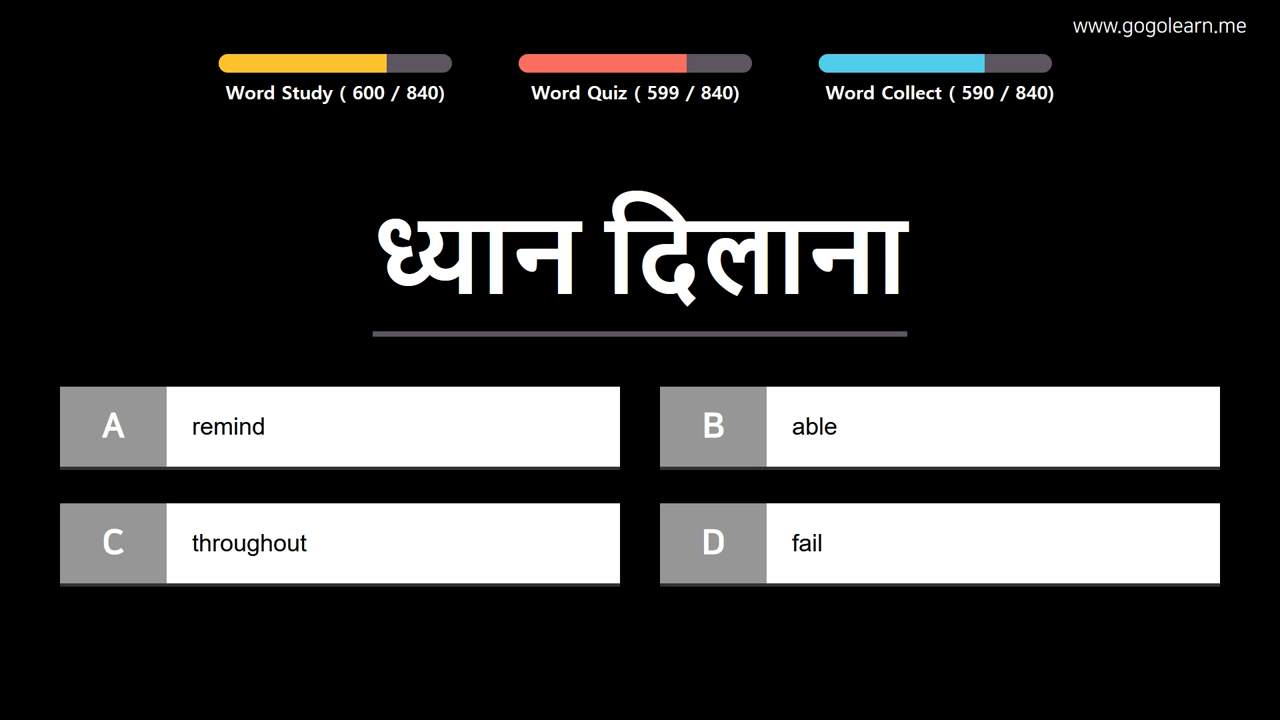 www.gogolearn.me
Word Study ( 600 / 840)
Word Quiz ( 599 / 840)
Word Collect ( 590 / 840)
ध्यान दिलाना
A
remind
B
able
C
throughout
D
fail